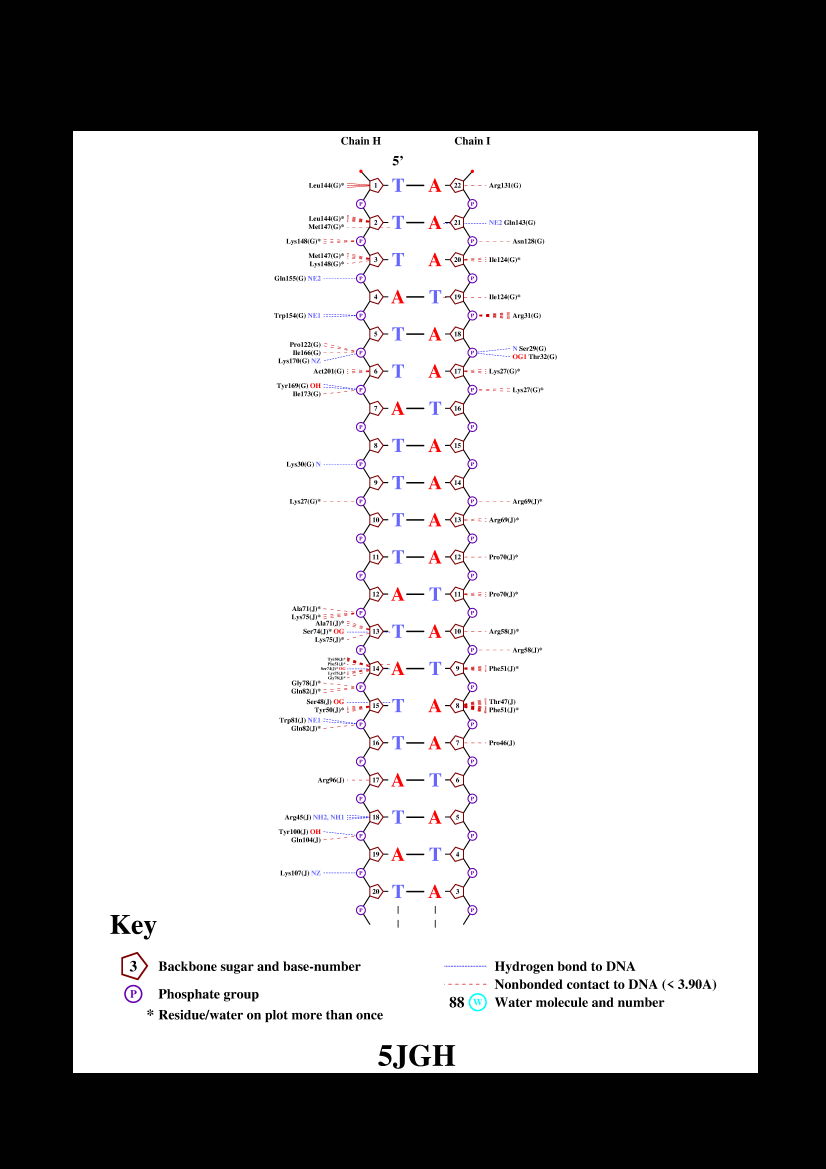 Chain H Chain I
5’
Leu144(G)* 1 T A 22 Arg131(G)
P P
Leu144(G)*
Met147(G)* 2 T A 21 NE2 Gln143(G)
Lys148(G)* P P Asn128(G)
Met147(G)*
Lys148(G)* 3 T A 20 Ile124(G)*
Gln155(G) NE2 P P
4 A T 19 Ile124(G)*
Trp154(G) NE1 P P Arg31(G)
5 T A 18
Pro122(G)
Ile166(G) P P N Ser29(G)
Lys170(G) NZ OG1 Thr32(G)
Act201(G) 6 T A 17 Lys27(G)*
Tyr169(G) OH P P Lys27(G)*
Ile173(G)
7 A T 16
P P
8 T A 15
Lys30(G) N P P
9 T A 14
Lys27(G)* P P Arg69(J)*
10 T A 13 Arg69(J)*
P P
11 T A 12 Pro70(J)*
P P
12 A T 11 Pro70(J)*
Ala71(J)*
Lys75(J)* P P
Ala71(J)*
Ser74(J)* OG 13 T A 10 Arg58(J)*
Lys75(J)*
P P Arg58(J)*
14 A T 9 Phe51(J)*
Gly78(J)*
Gln82(J)* P P
Ser48(J) OG 15 T A 8 Thr47(J)
Tyr50(J)* Phe51(J)*
Trp81(J) NE1 P P
Gln82(J)*
16 T A 7 Pro46(J)
P P
Arg96(J) 17 A T 6
P P
Arg45(J) NH2, NH1 18 T A 5
Tyr100(J) OH P P
Gln104(J)
19 A T 4
Lys107(J) NZ P P
20 T A 3
P P
Key
3 Backbone sugar and base-number
P Phosphate group
* Residue/water on plot more than once
Hydrogen bond to DNA
Nonbonded contact to DNA (< 3.90A)
88 W Water molecule and number
5JGH